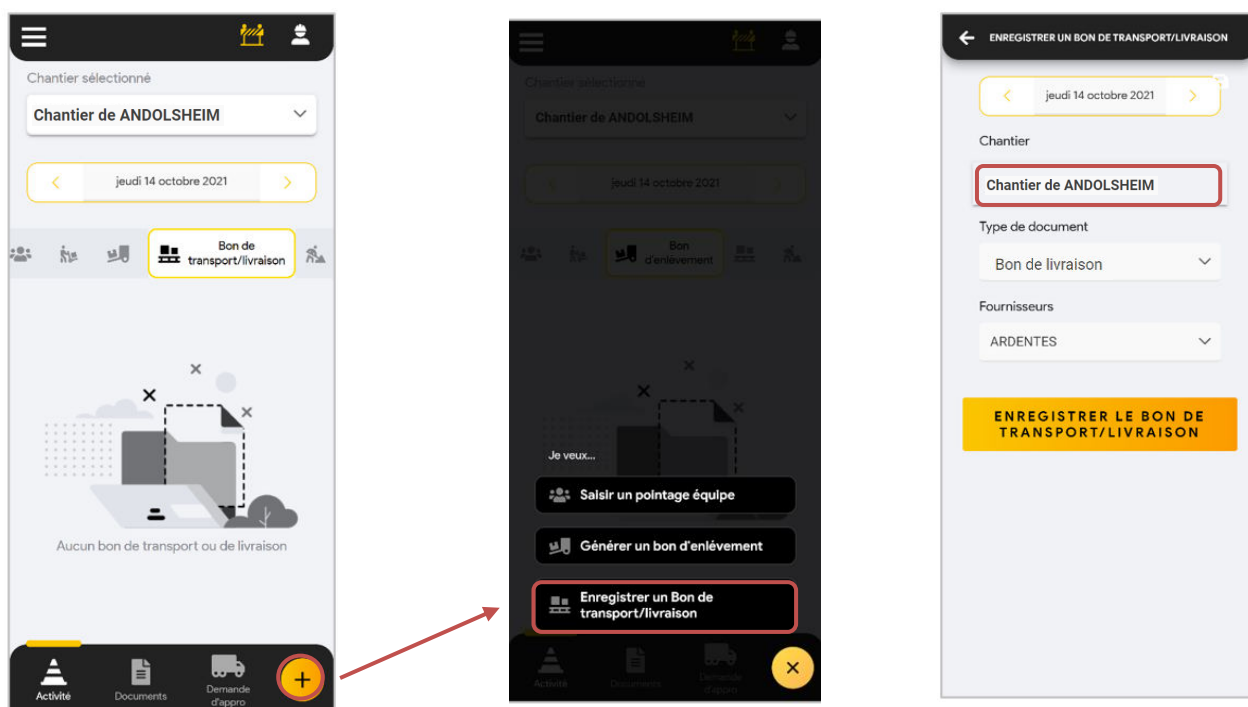 Chantier sélectionné
Chantier de ANDOLSHEIM
jeudi 14 octobre 2021
Bon de
transport/livraison
Aucun bon de transport ou de livraison
Activité
Documents
Demande
d'appro
Chantier sélectionné
Chantier de ANDOLSHEIM
jeudi 14 octobre 2021
Bon
d'enlèvement
Je veux...
Saisir un pointage équipe
Générer un bon d'enlévement
Enregistrer un Bon de
transport/livraison
Activité
Documents
Demande
d'appro
ENREGISTRER UN BON DE TRANSPORT/LIVRAISON
jeudi 14 octobre 2021
Chantier
Chantier de ANDOLSHEIM
Type de document
Bon de livraison
Fournisseurs
ARDENTES
ENREGISTRER LE BON DE
TRANSPORT/LIVRAISON